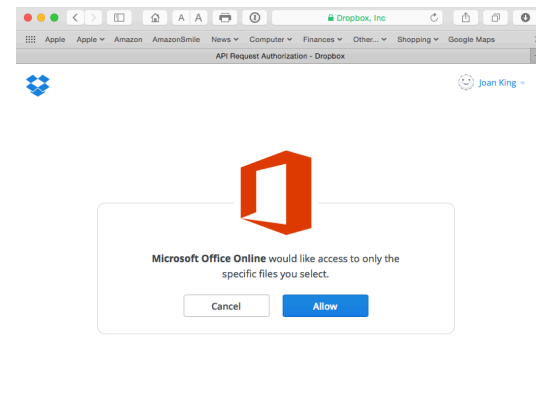 A A Dropbox, Inc
Apple Apple Amazon AmazonSmile News Computer Finances Other... Shopping Google Maps
API Request Authorization - Dropbox
Joan King
Microsoft Office Online would like access to only the
specific files you select.
Cancel Allow